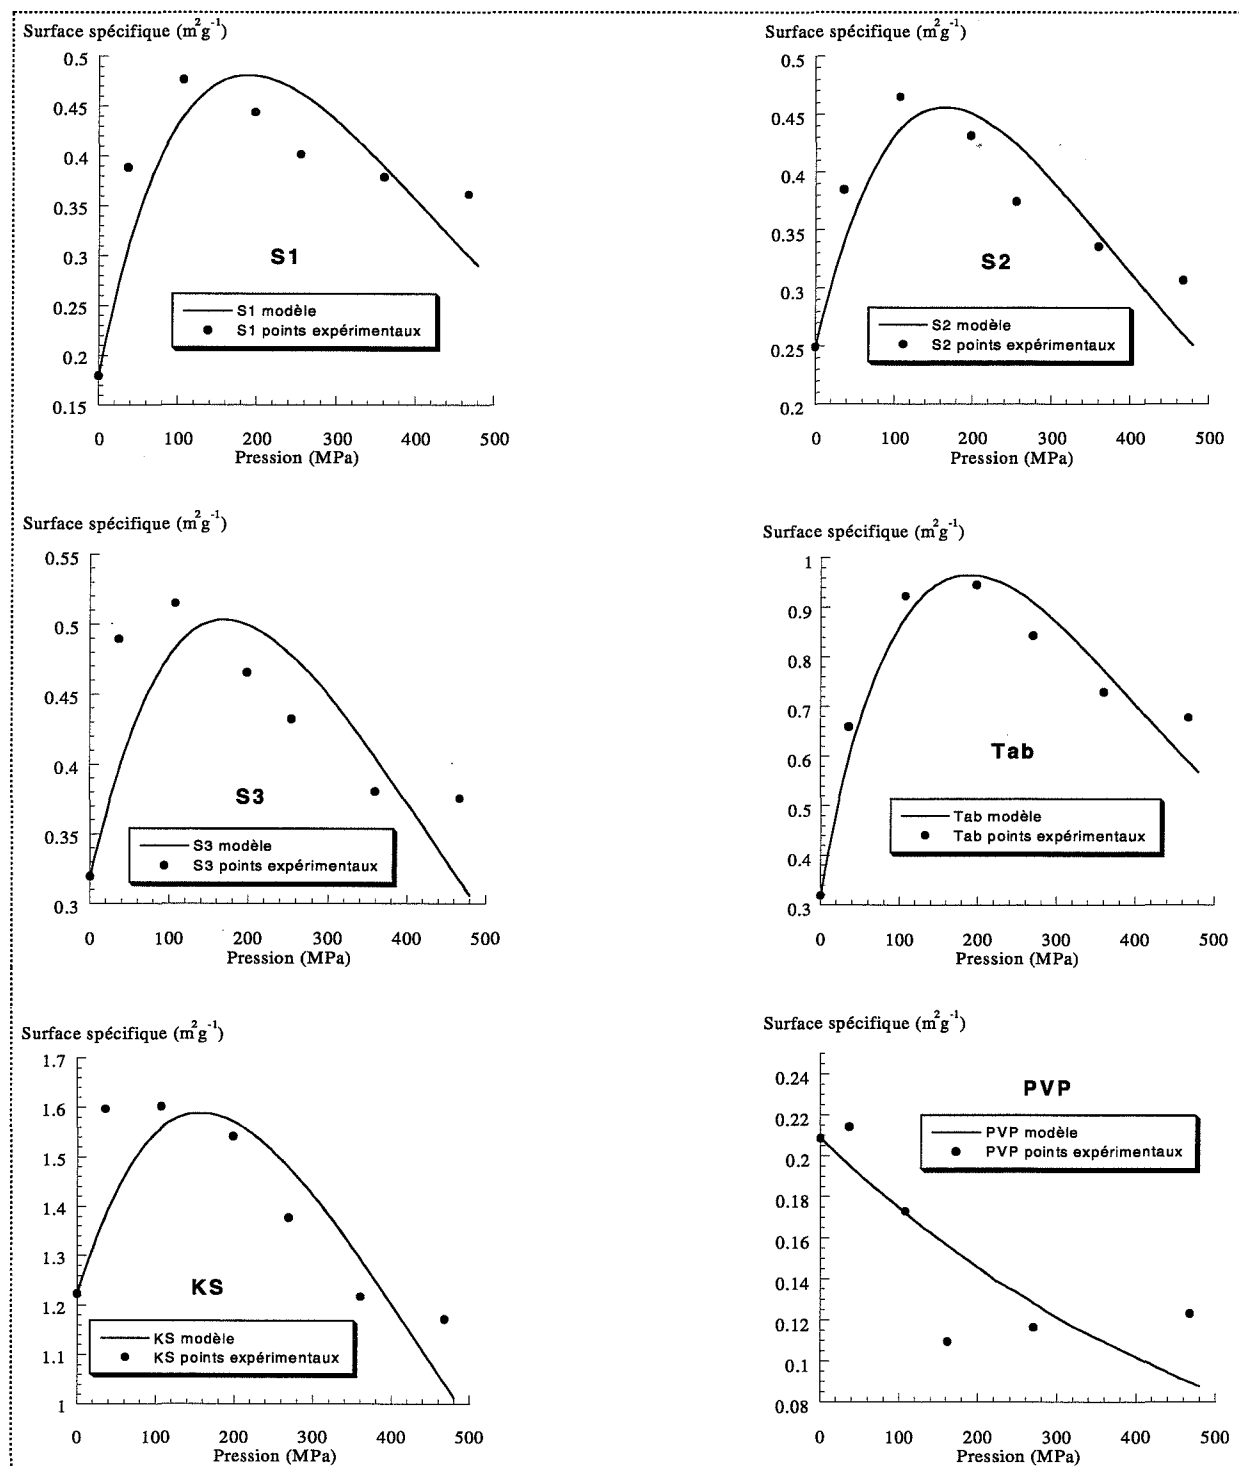 Surface spécifique (m²g⁻¹)
0.5
0.45
0.4
0.35
0.3
0.25
0.2
0.15
S1
S1 modèle
S1 points expérimentaux
0 100 200 300 400 500
Pression (MPa)
Surface spécifique (m²g⁻¹)
0.5
0.45
0.4
0.35
0.3
0.25
0.2
S2
S2 modèle
S2 points expérimentaux
0 100 200 300 400 500
Pression (MPa)
Surface spécifique (m²g⁻¹)
0.55
0.5
0.45
0.4
0.35
0.3
S3
S3 modèle
S3 points expérimentaux
0 100 200 300 400 500
Pression (MPa)
Surface spécifique (m²g⁻¹)
1
0.9
0.8
0.7
0.6
0.5
0.4
0.3
Tab
Tab modèle
Tab points expérimentaux
0 100 200 300 400 500
Pression (MPa)
Surface spécifique (m²g⁻¹)
1.7
1.6
1.5
1.4
1.3
1.2
1.1
1
KS
KS modèle
KS points expérimentaux
0 100 200 300 400 500
Pression (MPa)
Surface spécifique (m²g⁻¹)
0.24
0.22
0.2
0.18
0.16
0.14
0.12
0.1
0.08
PVP
PVP modèle
PVP points expérimentaux
0 100 200 300 400 500
Pression (MPa)